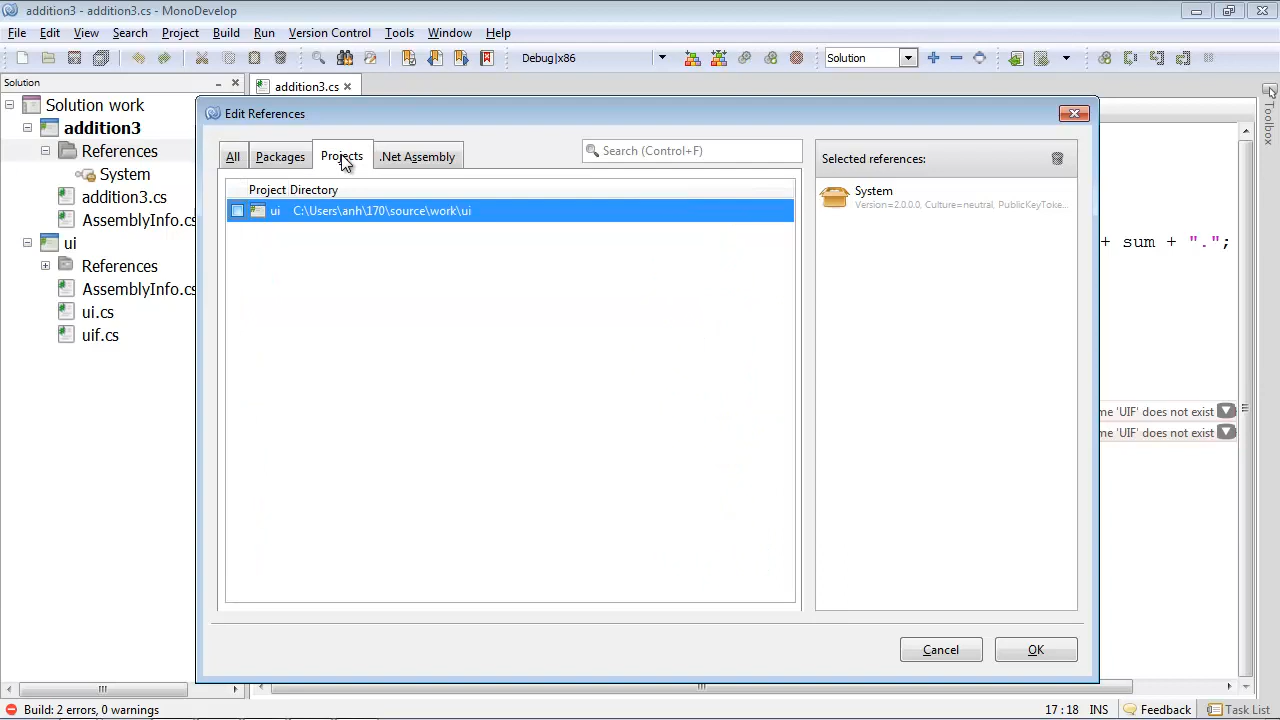 addition3 - addition3.cs - MonoDevelop
File Edit View Search Project Build Run Version Control Tools Window Help
Debug|x86
Solution
Solution
addition3.cs
Toolbox
Solution work
addition3
References
System
addition3.cs
AssemblyInfo.cs
ui
References
AssemblyInfo.cs
ui.cs
uif.cs
Edit References
All Packages Projects .Net Assembly
Search (Control+F)
Project Directory
ui C:\Users\anh\170\source\work\ui
Selected references:
System
Version=2.0.0.0, Culture=neutral, PublicKeyToke...
+ sum + ".";
me 'UIF' does not exist
me 'UIF' does not exist
Cancel OK
Build: 2 errors, 0 warnings
17 : 18 INS Feedback Task List